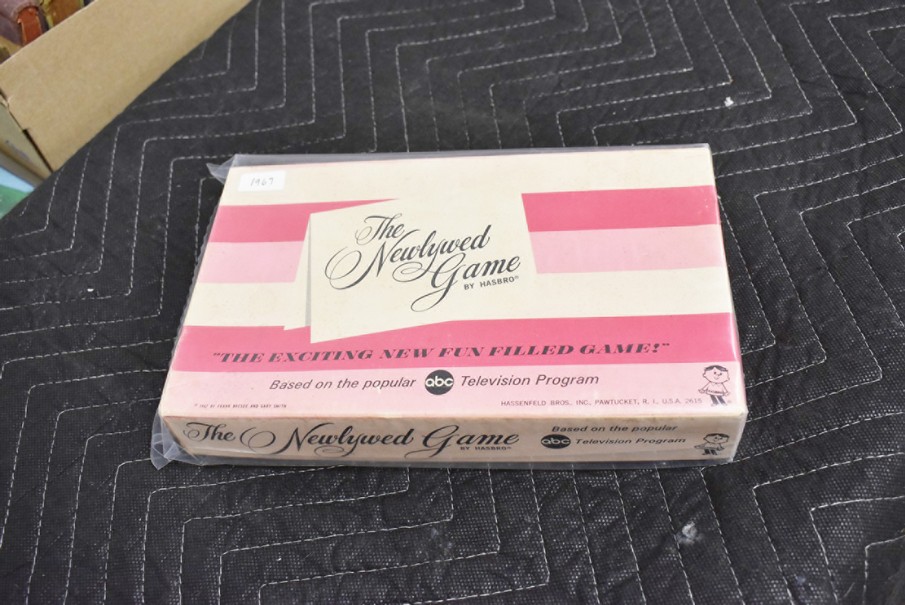 1967
The
Newlywed
Game
BY HASBRO®
"THE EXCITING NEW FUN FILLED GAME!"
Based on the popular abc Television Program
HASSENFELD BROS., INC. PAWTUCKET, R. I., U.S.A. 2615
The Newlywed Game
BY HASBRO®
Based on the popular
abc Television Program